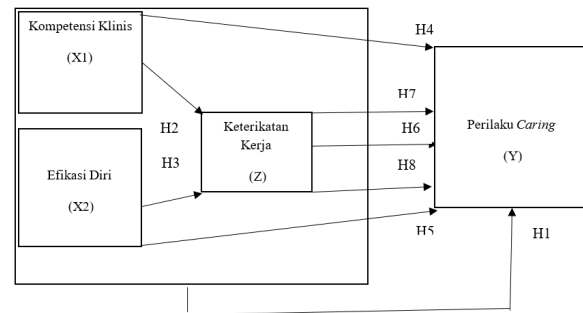 Kompetensi Klinis
(X1)
H4
H7
H2
Keterikatan
Kerja
(Z)
H6
Perilaku Caring
(Y)
H3
Efikasi Diri
(X2)
H8
H5
H1